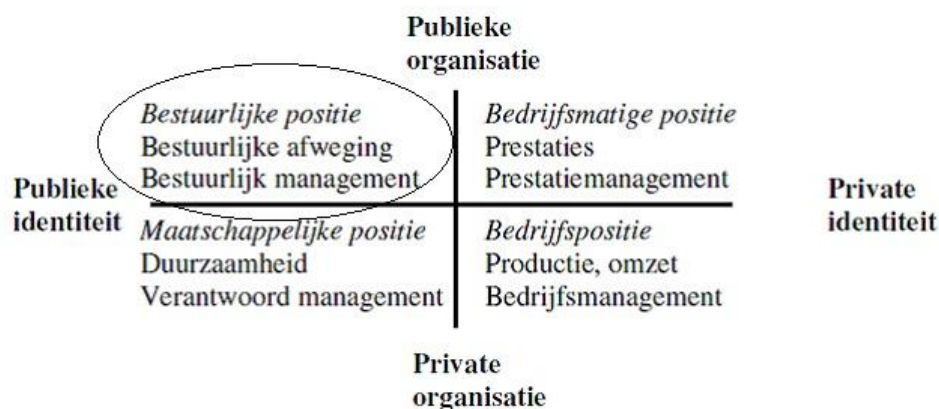 Publieke
organisatie
Bestuurlijke positie
Bestuurlijke afweging
Bestuurlijk management
Bedrijfsmatige positie
Prestaties
Prestatiemanagement
Publieke
identiteit
Private
identiteit
Maatschappelijke positie
Duurzaamheid
Verantwoord management
Bedrijfspositie
Productie, omzet
Bedrijfsmanagement
Private
organisatie